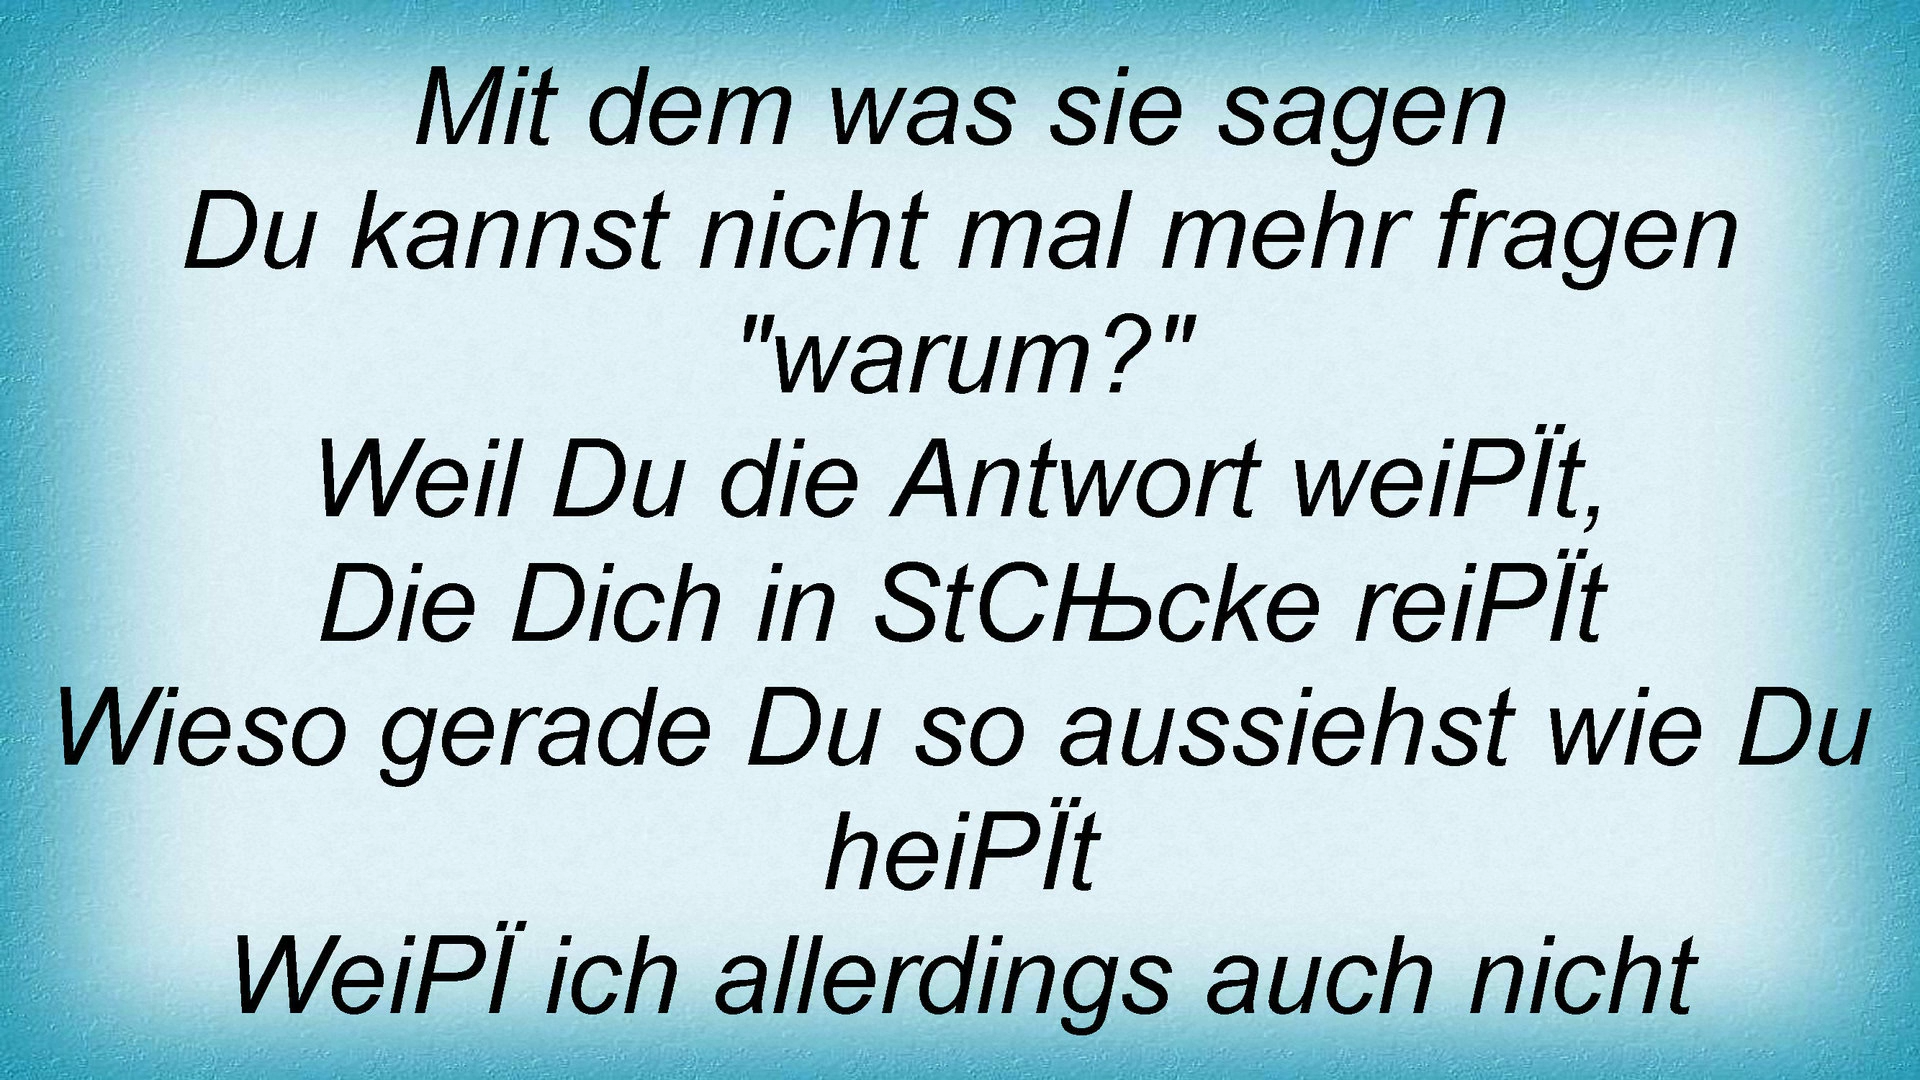 Mit dem was sie sagen
Du kannst nicht mal mehr fragen
"warum?"
Weil Du die Antwort weiPЇt,
Die Dich in StCЊcke reiPЇt
Wieso gerade Du so aussiehst wie Du
heiPЇt
WeiPЇ ich allerdings auch nicht